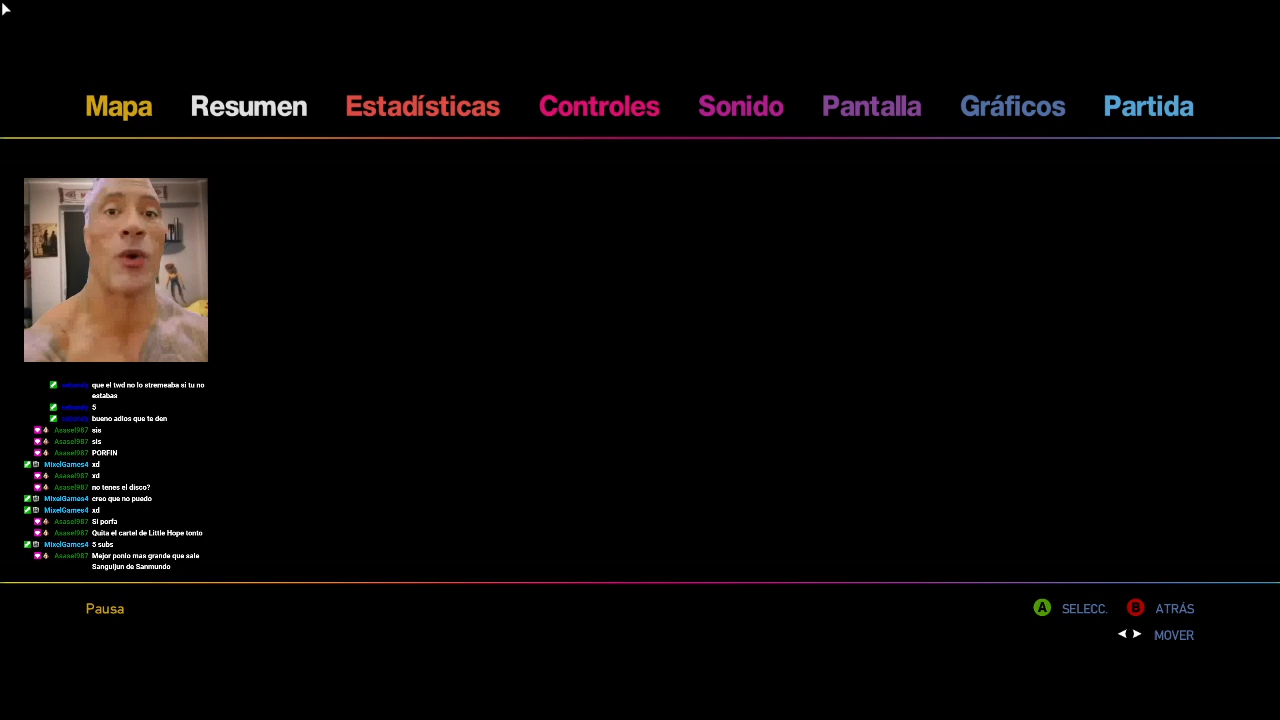 Mapa Resumen Estadísticas Controles Sonido Pantalla Gráficos Partida
que el twd no lo stremeaba si tu no
estabas
5
bueno adios que te den
Asasel987 sis
Asasel987 sis
Asasel987 PORFIN
MixelGames4 xd
Asasel987 xd
Asasel987 no tenes el disco?
MixelGames4 creo que no puedo
MixelGames4 xd
Asasel987 Si porfa
Asasel987 Quita el cartel de Little Hope tonto
MixelGames4 5 subs
Asasel987 Mejor ponlo mas grande que sale
Sanguijun de Sanmundo
Pausa
A SELECC. B ATRÁS
MOVER